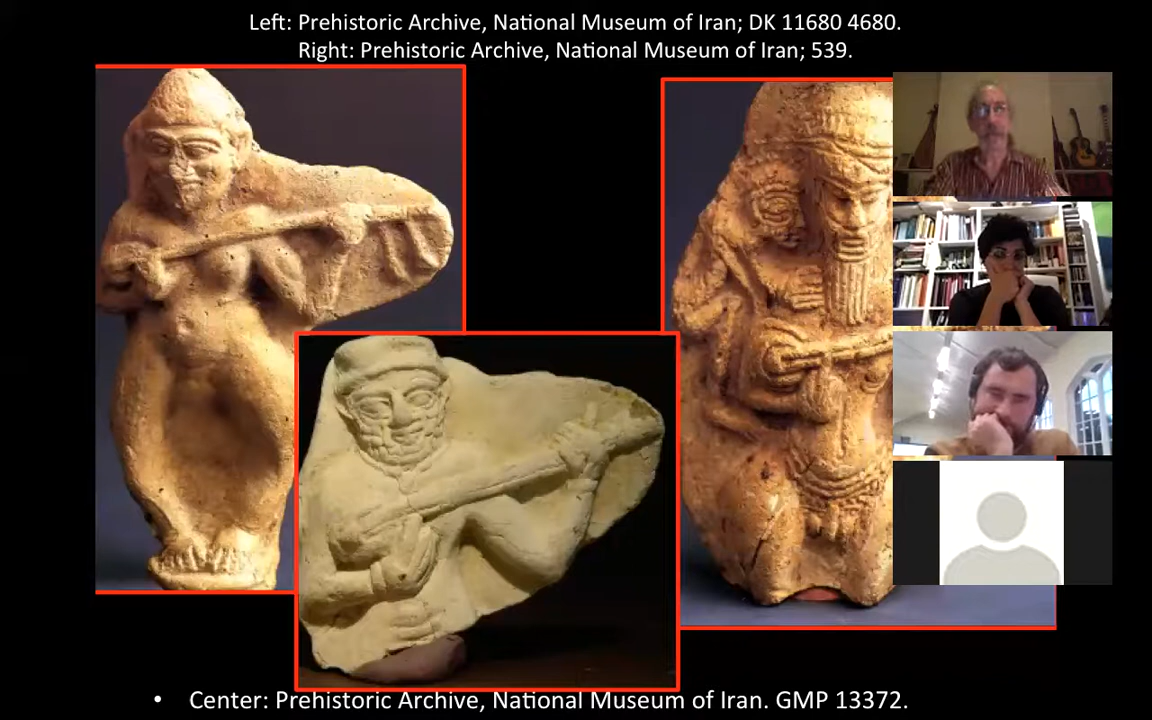 Left: Prehistoric Archive, National Museum of Iran; DK 11680 4680.
Right: Prehistoric Archive, National Museum of Iran; 539.
• Center: Prehistoric Archive, National Museum of Iran. GMP 13372.